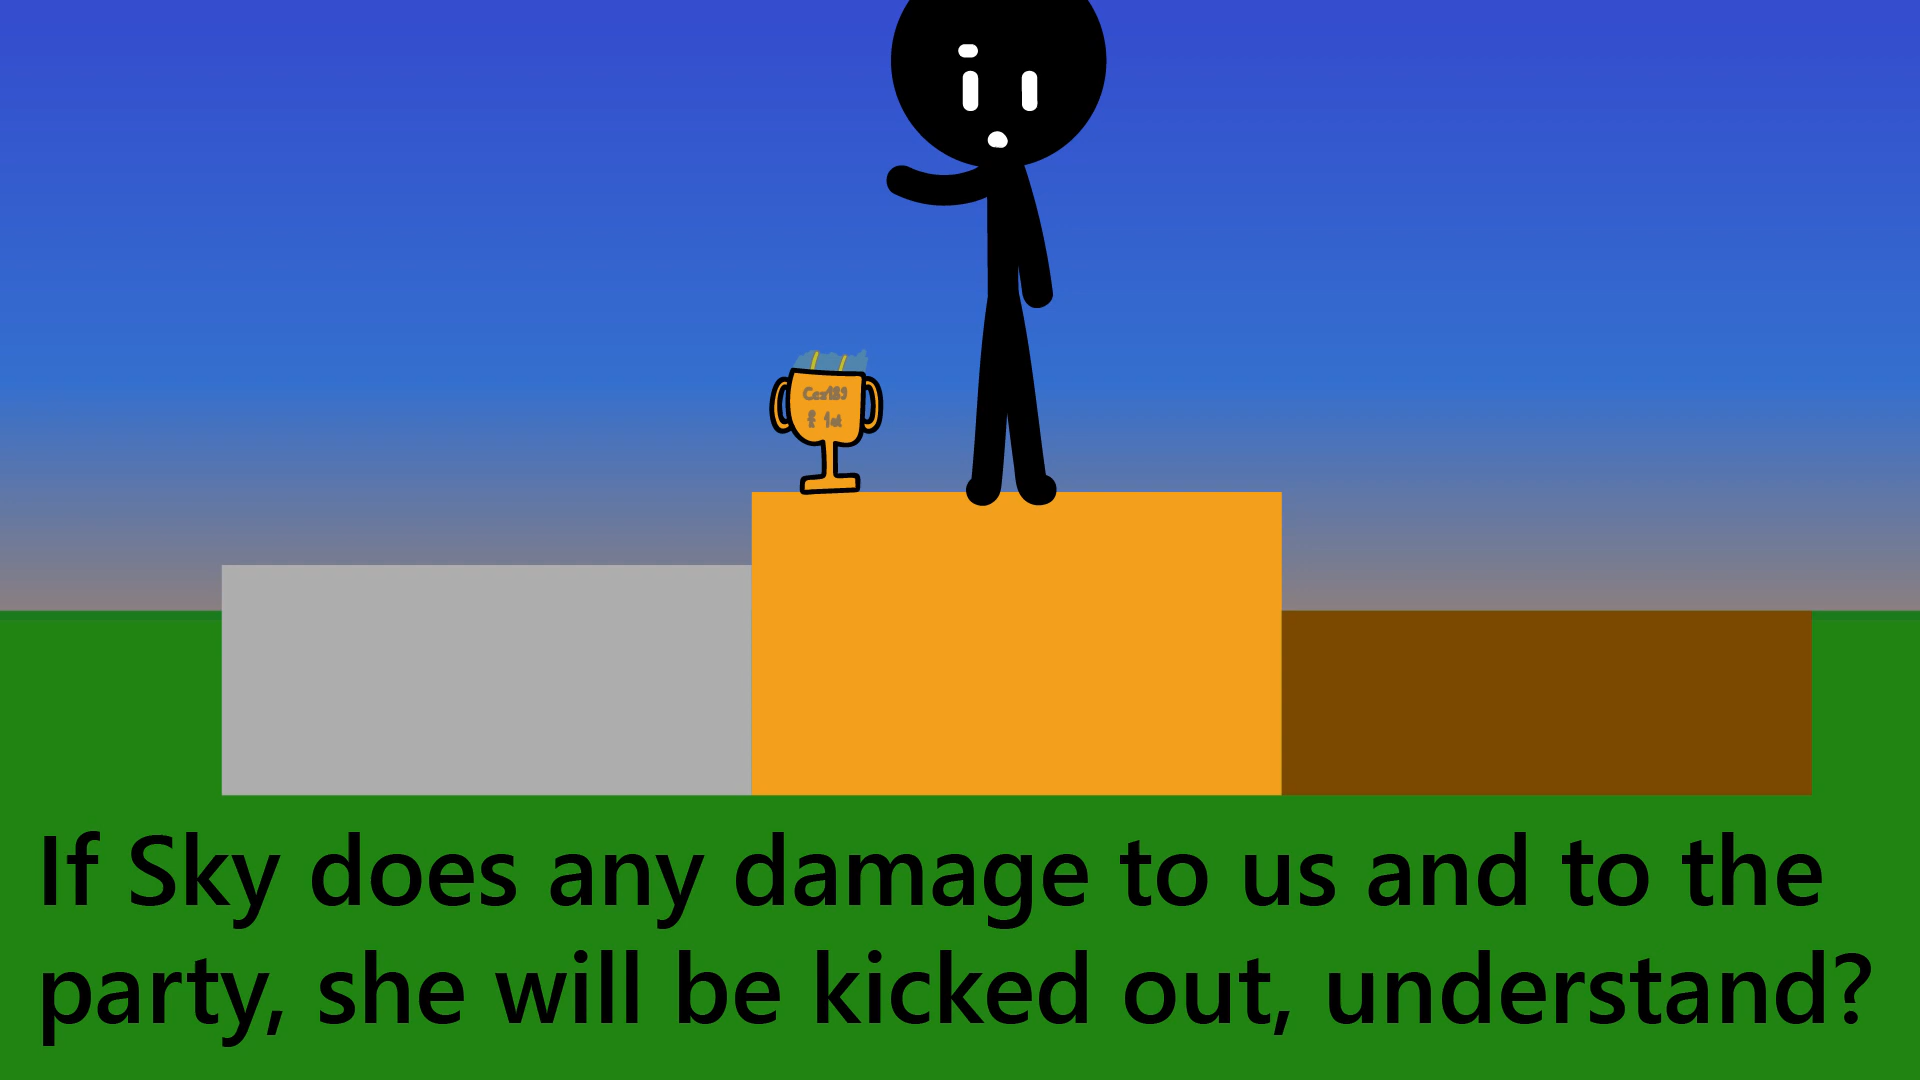 If Sky does any damage to us and to the
party, she will be kicked out, understand?